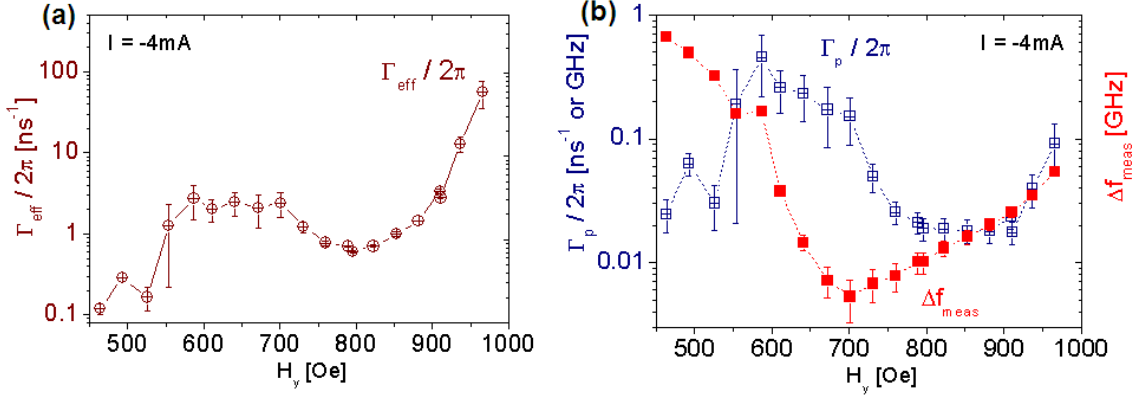 (a)
I = -4mA
Γeff / 2π
Γeff / 2π [ns-1]
100
10
1
0.1
500 600 700 800 900 1000
Hy [Oe]
(b)
Γp / 2π
I = -4mA
Γp / 2π [ns-1 or GHz]
1
0.1
0.01
Δfmeas
Δfmeas [GHz]
500 600 700 800 900 1000
Hy [Oe]